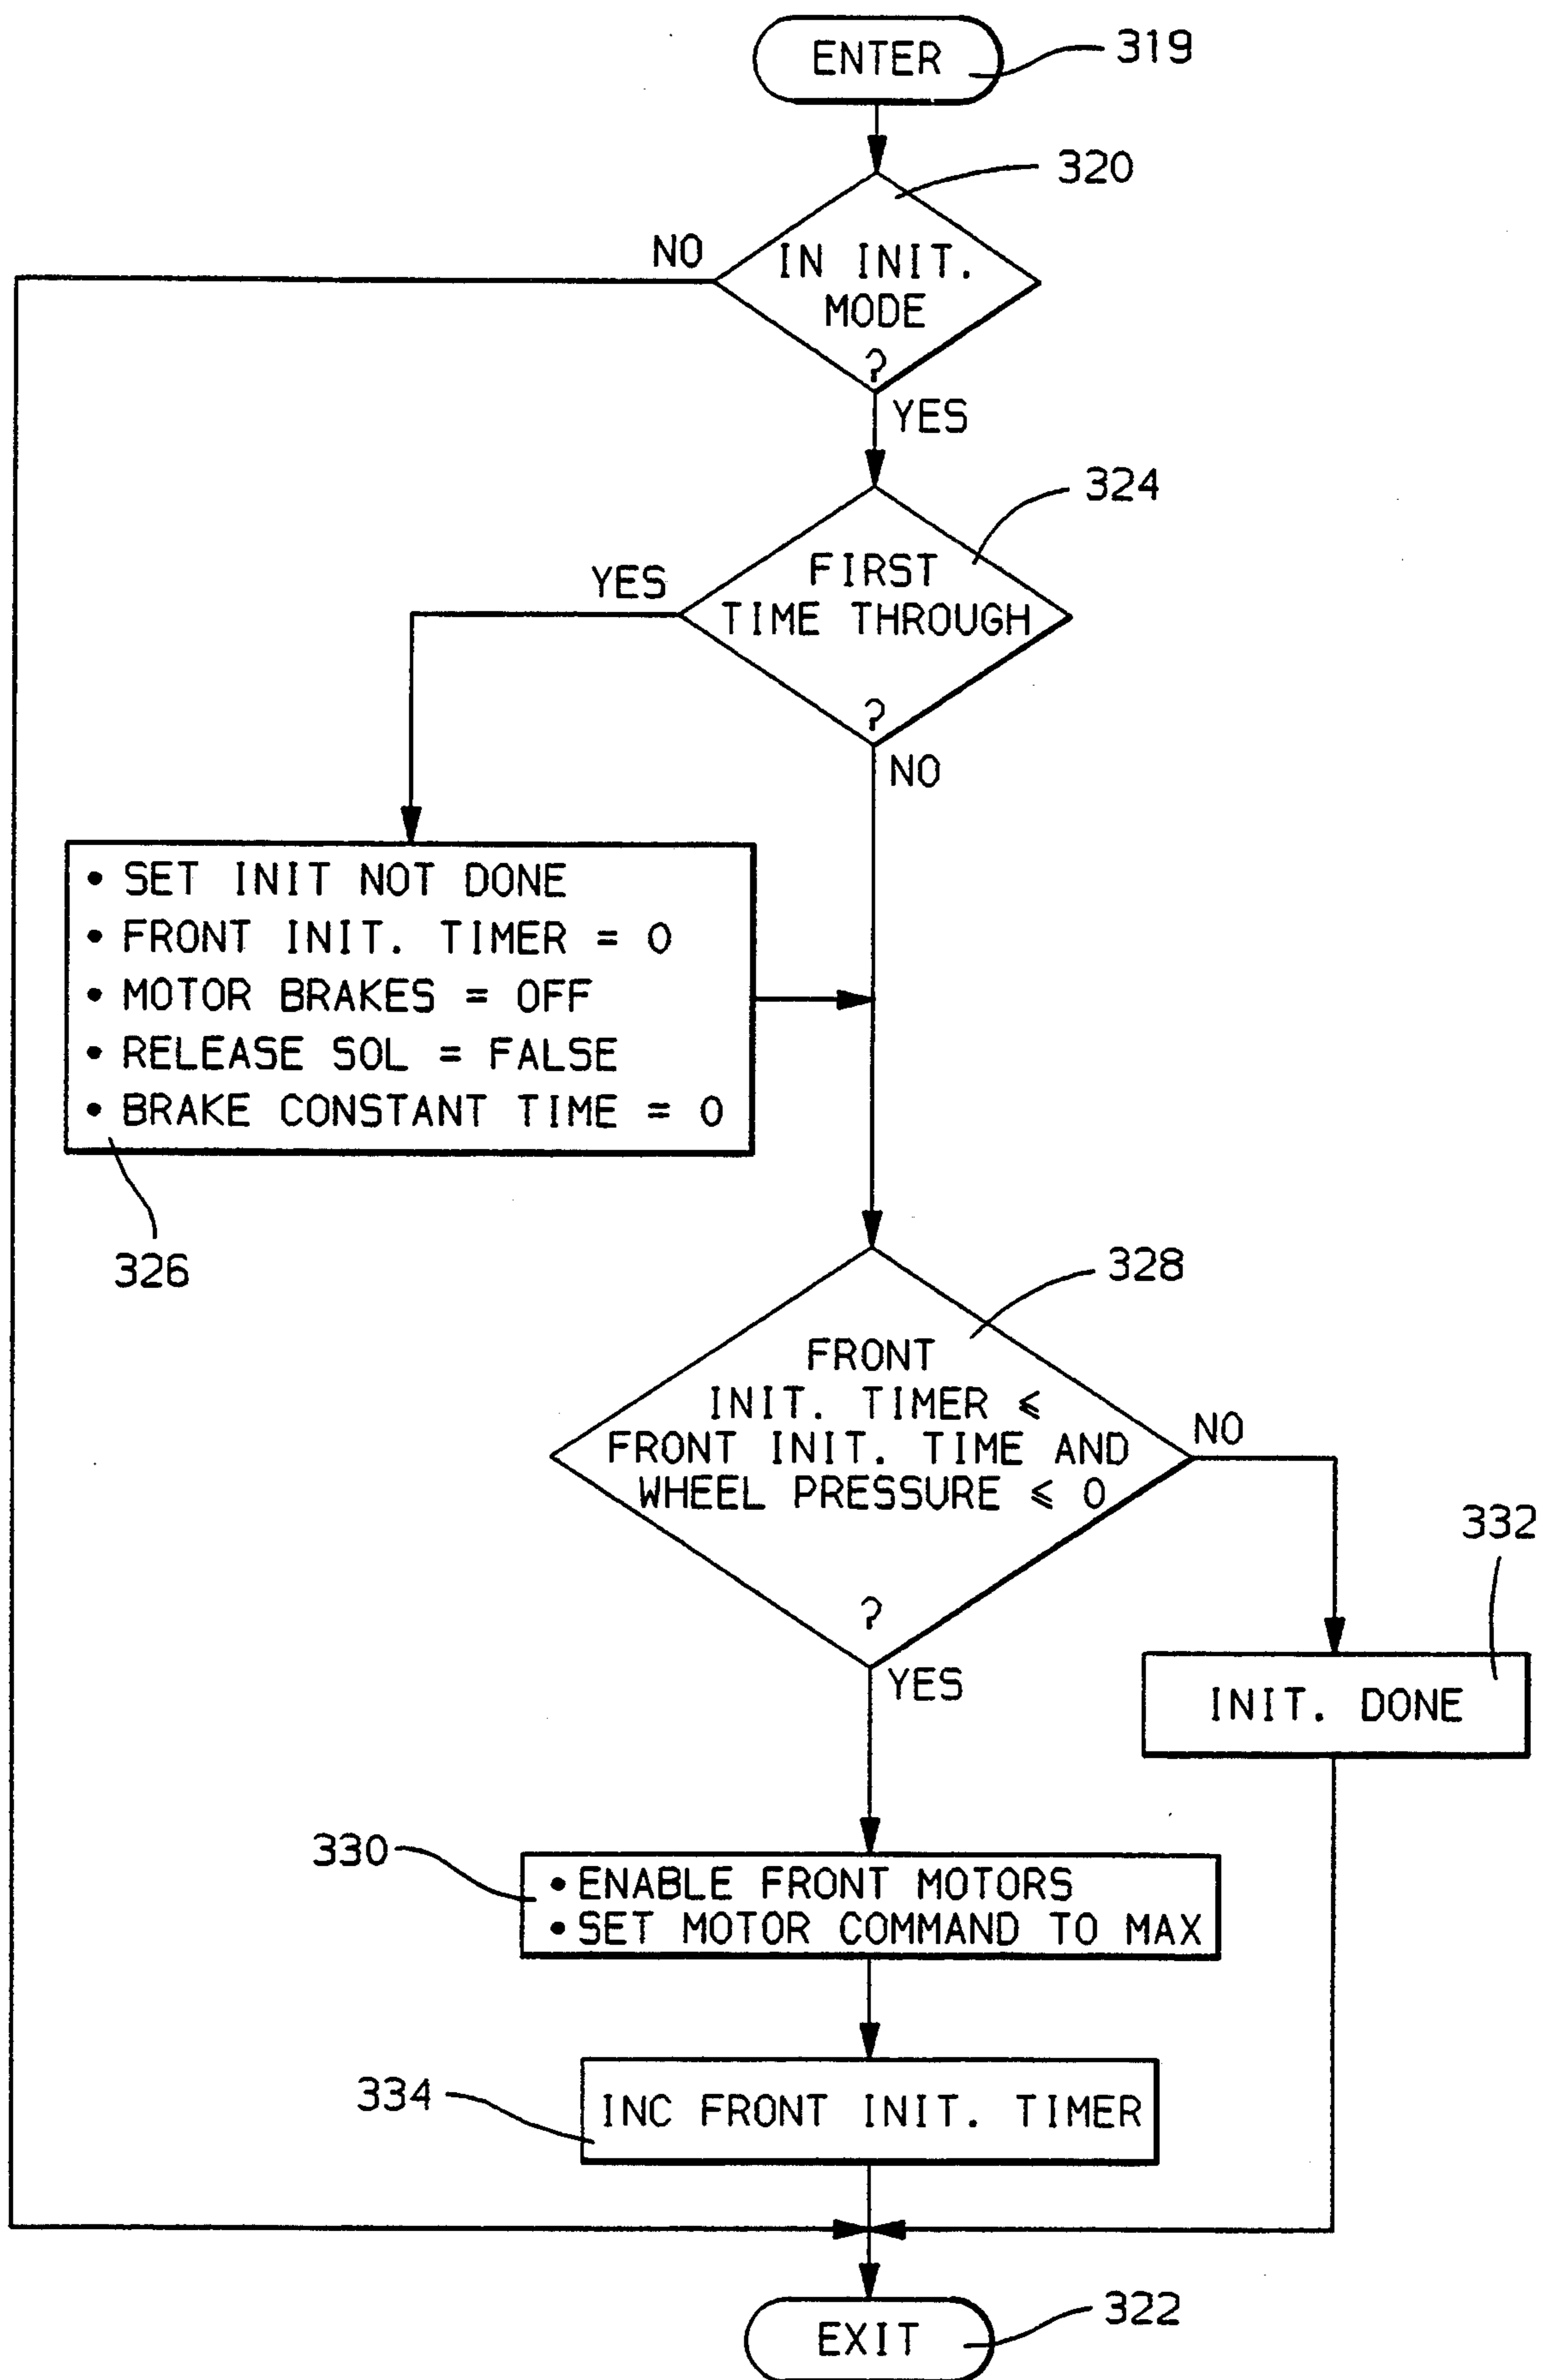 ENTER
319
320
NO
IN INIT.
MODE
?
YES
324
YES
FIRST
TIME THROUGH
?
NO
• SET INIT NOT DONE
• FRONT INIT. TIMER = 0
• MOTOR BRAKES = OFF
• RELEASE SOL = FALSE
• BRAKE CONSTANT TIME = 0
326
328
FRONT
INIT. TIMER ⩽
FRONT INIT. TIME AND
WHEEL PRESSURE ⩽ 0
?
NO
YES
332
INIT. DONE
330
• ENABLE FRONT MOTORS
• SET MOTOR COMMAND TO MAX
334
INC FRONT INIT. TIMER
EXIT
322